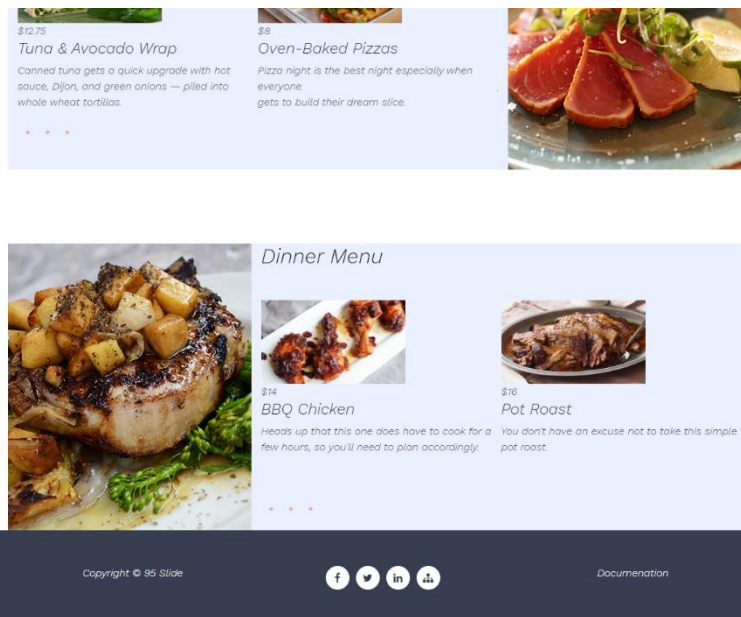 $12.75
Tuna & Avocado Wrap
Canned tuna gets a quick upgrade with hot
sauce, Dijon, and green onions — piled into
whole wheat tortillas.
$8
Oven-Baked Pizzas
Pizza night is the best night especially when
everyone
gets to build their dream slice.
Dinner Menu
$14
BBQ Chicken
Heads up that this one does have to cook for a
few hours, so you'll need to plan accordingly.
$16
Pot Roast
You don't have an excuse not to take this simple
pot roast.
Copyright © 95 Slide
f
in
Documenation